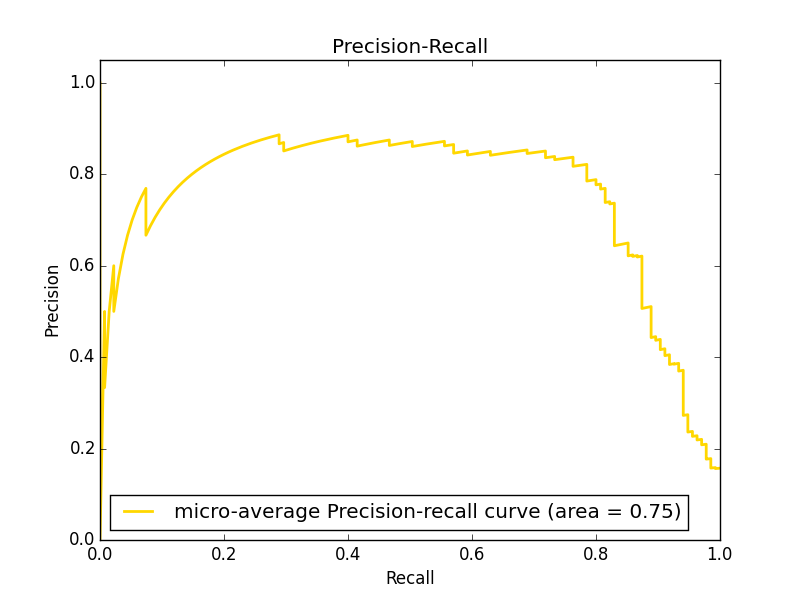 Precision-Recall
1.0
0.8
0.6
0.4
0.2
0.0
Precision
micro-average Precision-recall curve (area = 0.75)
0.0 0.2 0.4 0.6 0.8 1.0
Recall